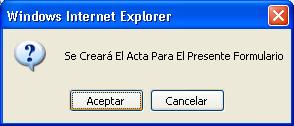 Windows Internet Explorer
Se Creará El Acta Para El Presente Formulario
Aceptar
Cancelar